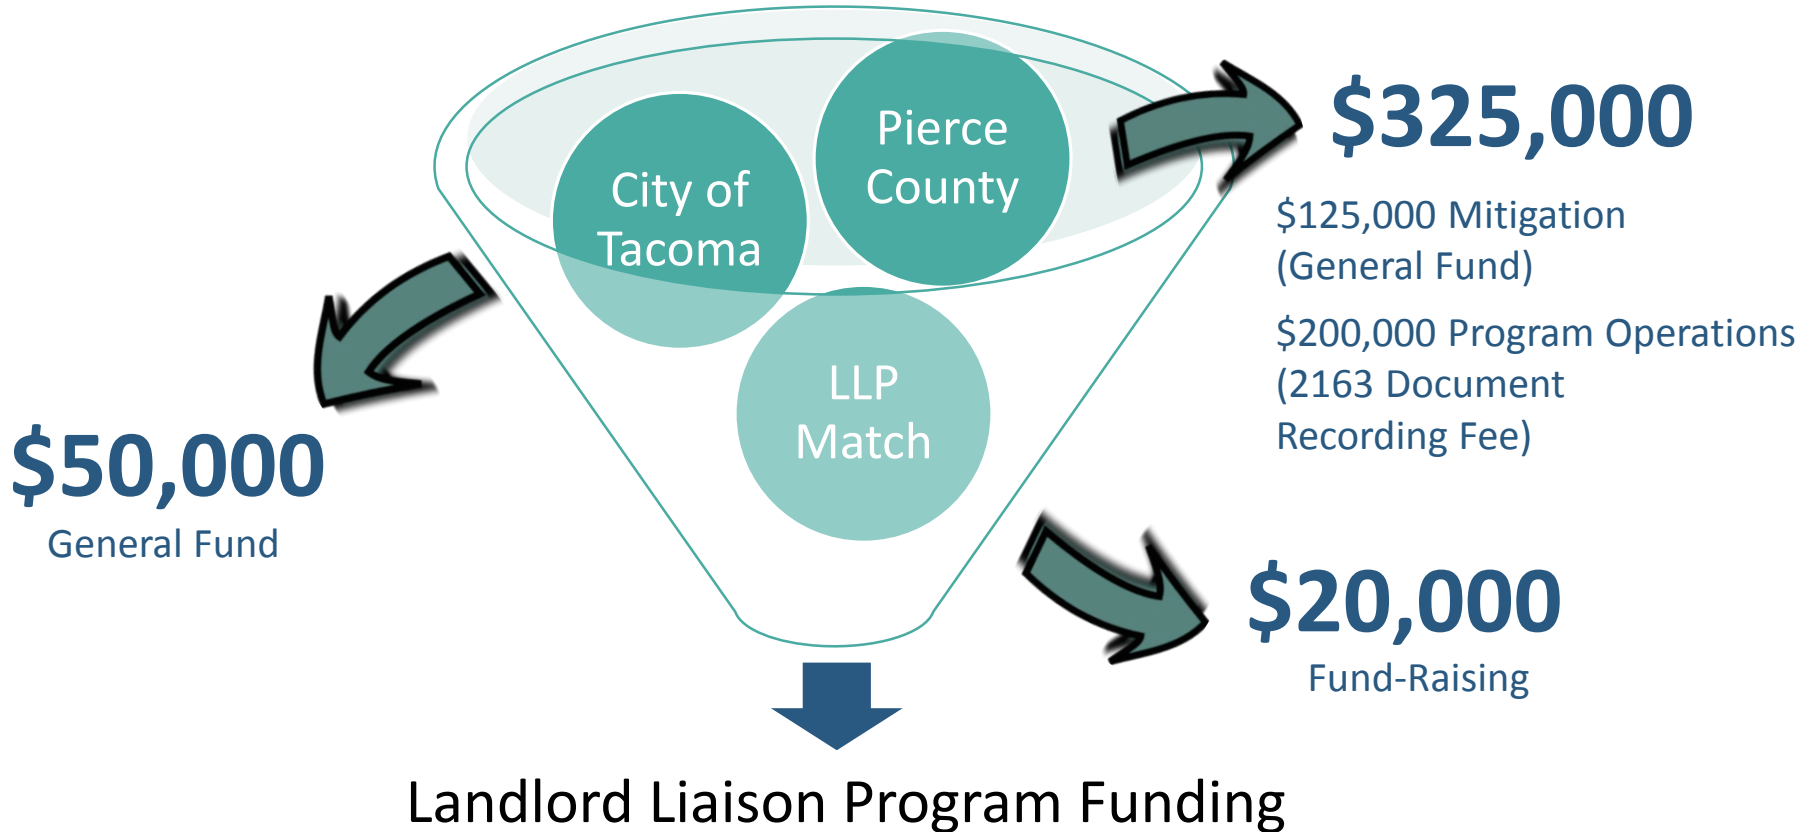 City of
Tacoma
Pierce
County
LLP
Match
$325,000
$125,000 Mitigation
(General Fund)
$200,000 Program Operations
(2163 Document
Recording Fee)
$50,000
General Fund
$20,000
Fund-Raising
Landlord Liaison Program Funding